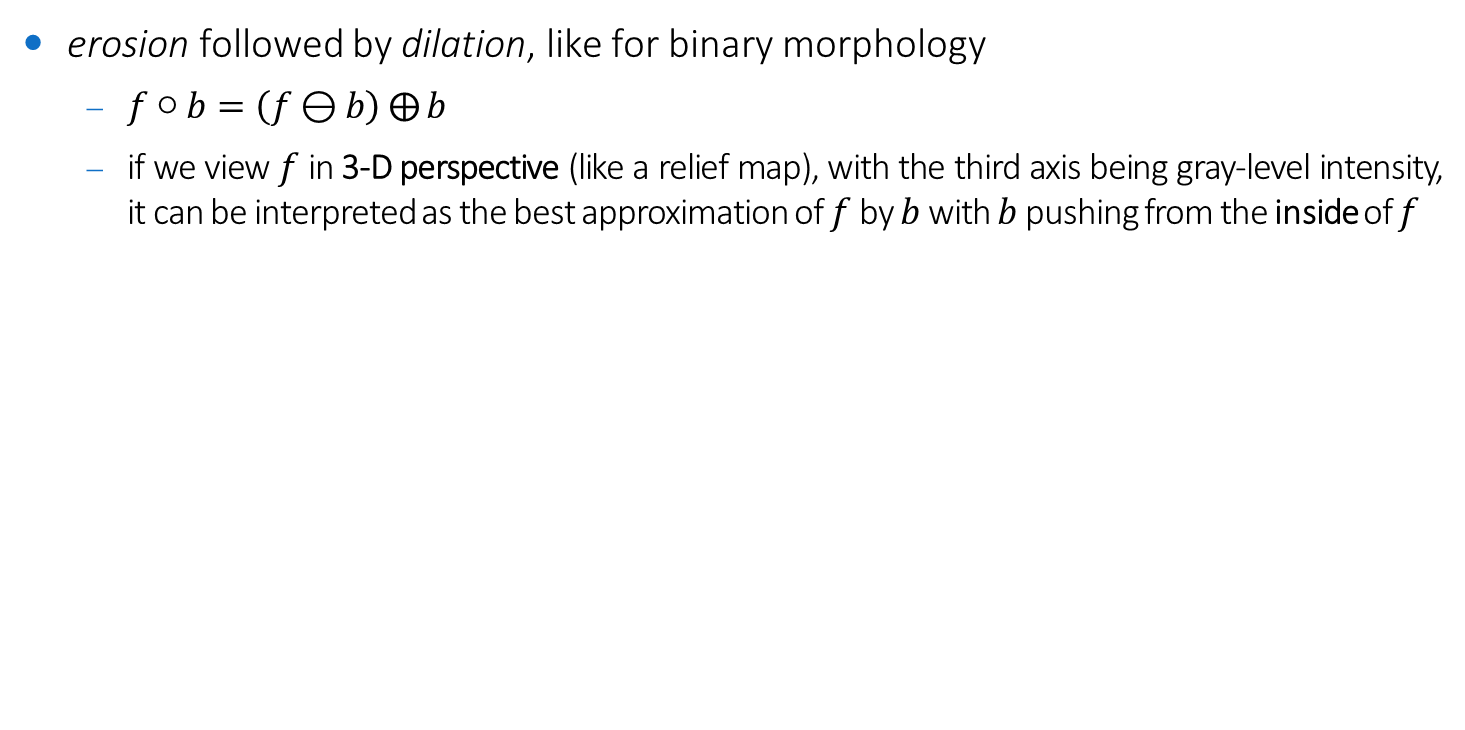 • erosion followed by dilation, like for binary morphology
– f ∘ b = (f ⊖ b) ⊕ b
– if we view f in 3-D perspective (like a relief map), with the third axis being gray-level intensity,
it can be interpreted as the best approximation of f by b with b pushing from the inside of f